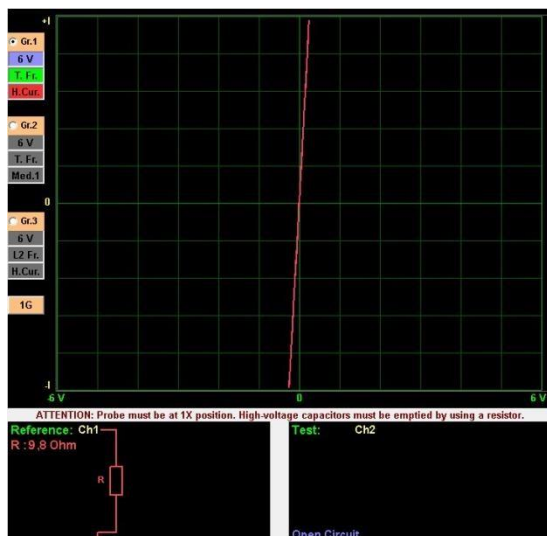 +I
Gr.1
6 V
T. Fr.
H.Cur.
Gr.2
6 V
T. Fr.
Med.1
0
Gr.3
6 V
L2 Fr.
H.Cur.
1G
-I
-6 V 0 6 V
ATTENTION: Probe must be at 1X position. High-voltage capacitors must be emptied by using a resistor.
Reference: Ch1
R :9,8 Ohm
R
Test: Ch2
Open Circuit